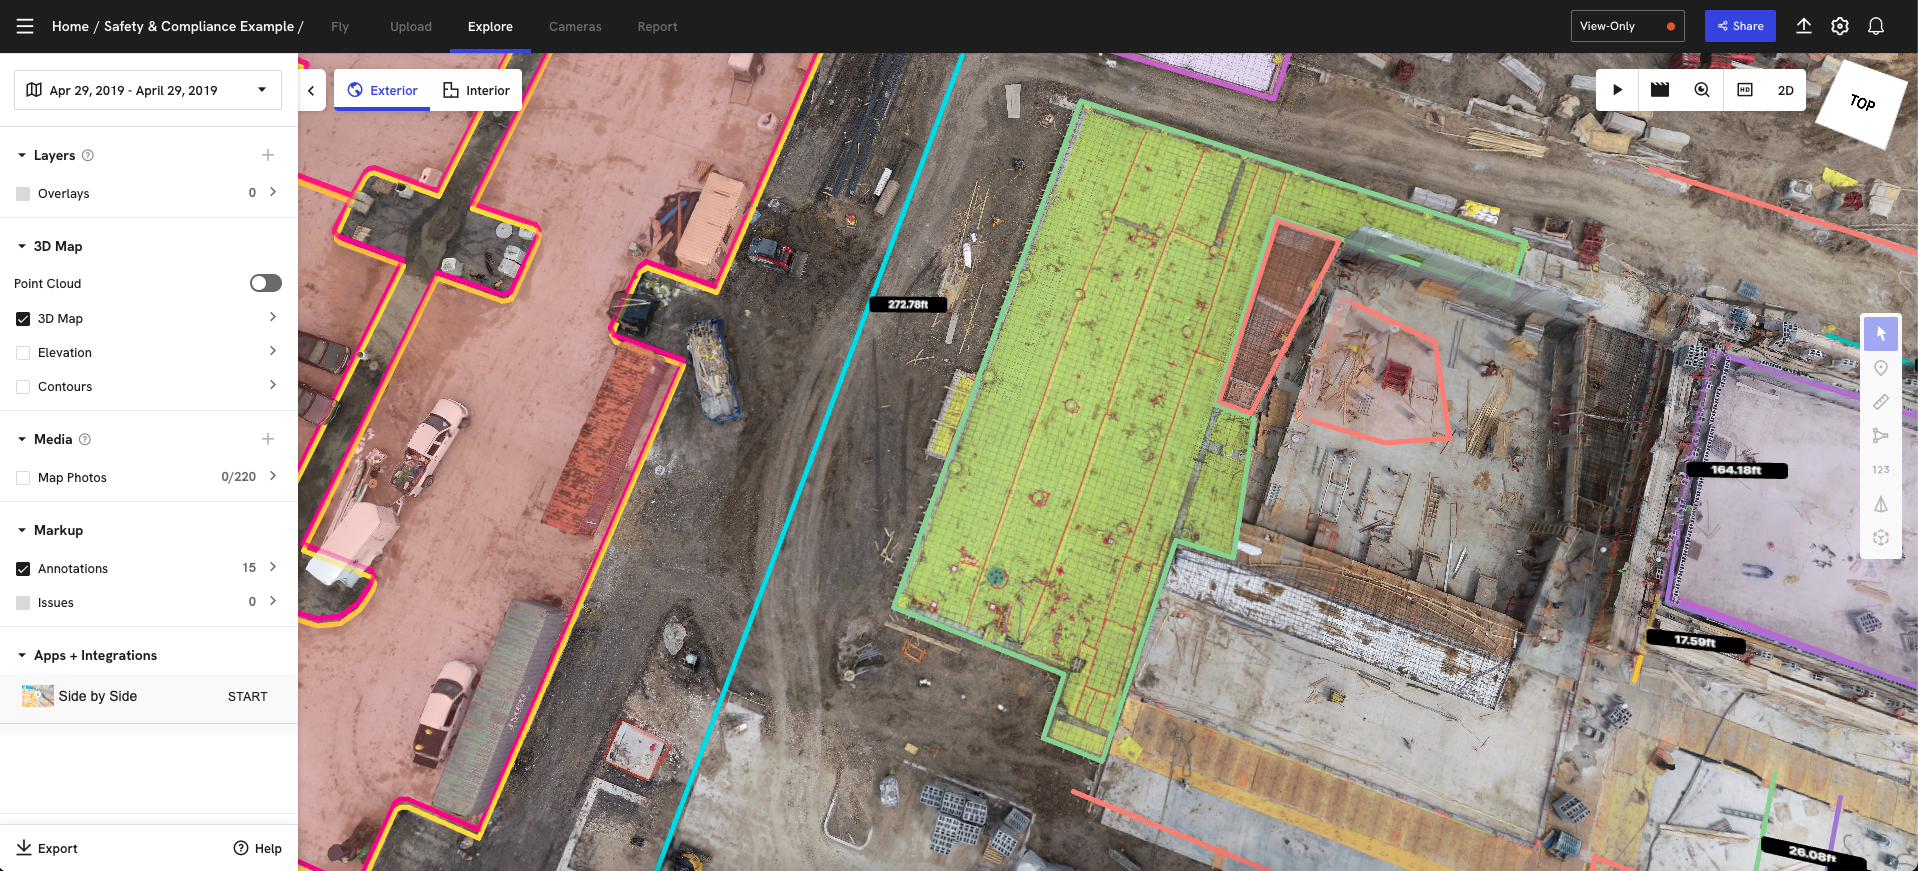 Home / Safety & Compliance Example /
Fly
Upload
Explore
Cameras
Report
View-Only
Share
Apr 29, 2019 - April 29, 2019
Exterior
Interior
HD
2D
TOP
Layers
Overlays 0
3D Map
Point Cloud
3D Map
Elevation
Contours
Media
Map Photos 0/220
Markup
Annotations 15
Issues 0
Apps + Integrations
Side by Side START
Export
Help
272.78ft
164.18ft
123
17.59ft
26.08ft